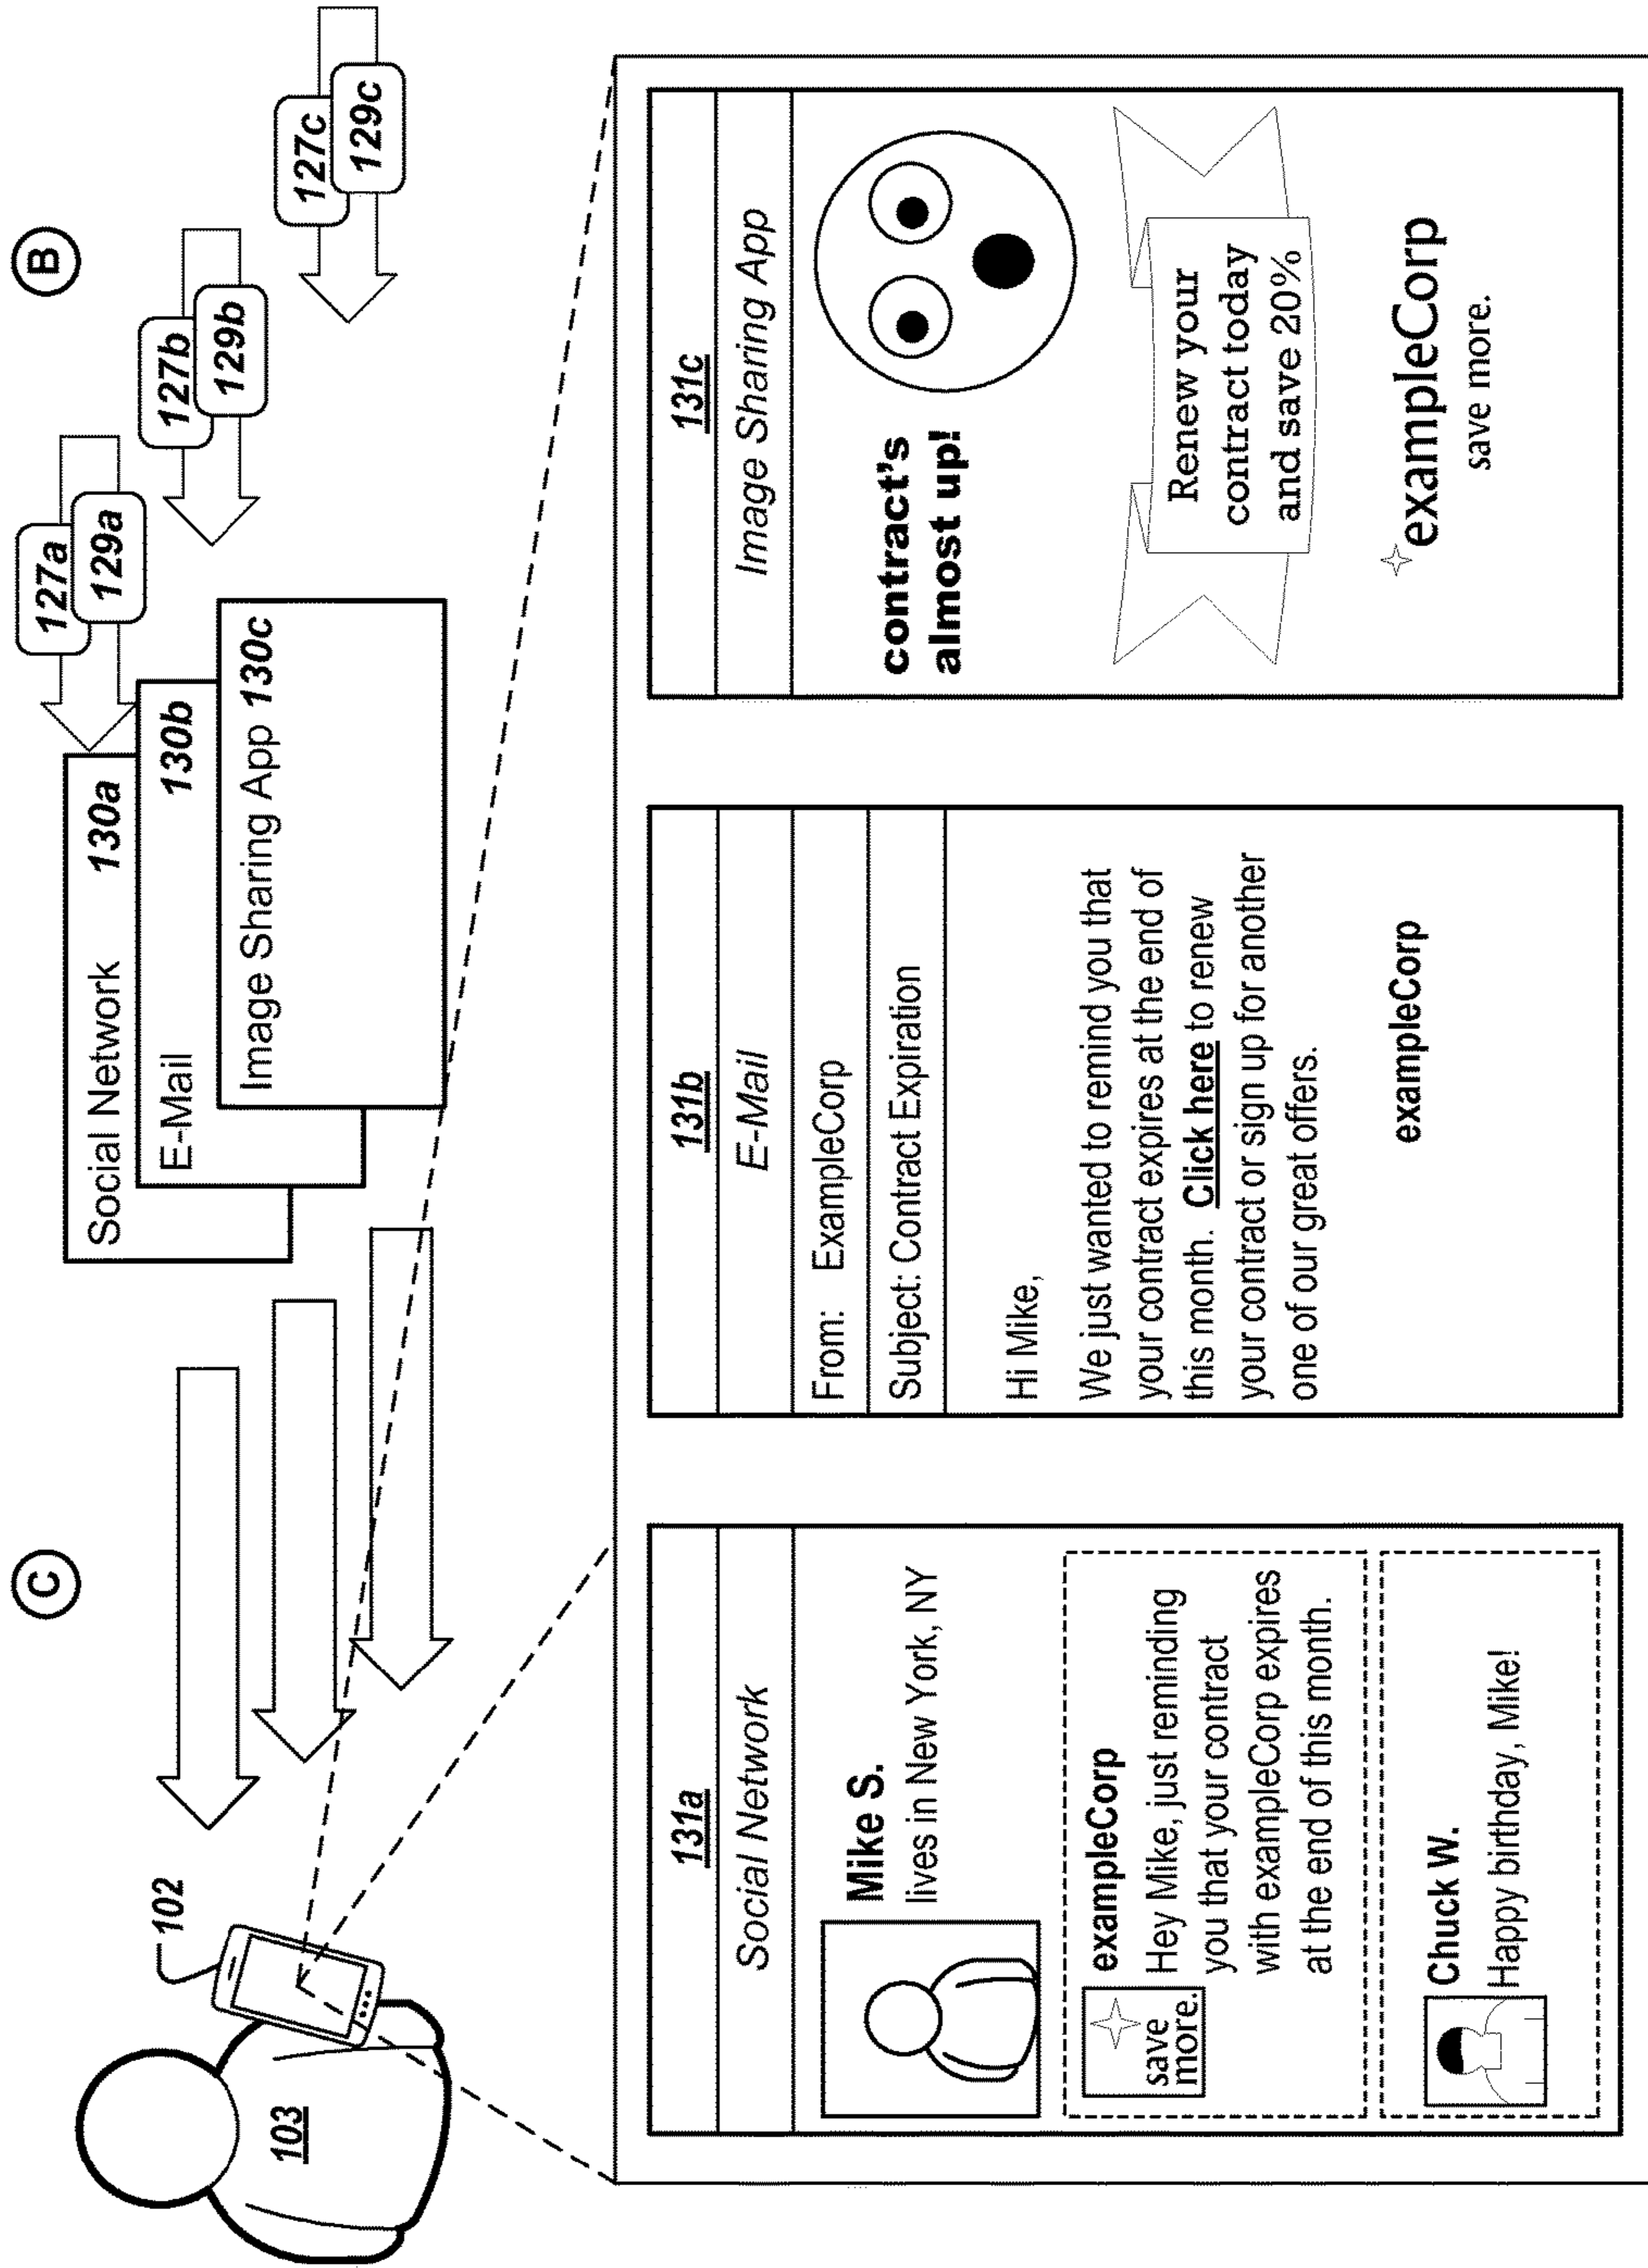 C
B
102
103
127a
129a
127b
129b
127c
129c
Social Network 130a
E-Mail 130b
Image Sharing App 130c
131a
Social Network
Mike S.
lives in New York, NY
save
more.
exampleCorp
Hey Mike, just reminding
you that your contract
with exampleCorp expires
at the end of this month.
Chuck W.
Happy birthday, Mike!
131b
E-Mail
From: ExampleCorp
Subject: Contract Expiration
Hi Mike,
We just wanted to remind you that
your contract expires at the end of
this month. Click here to renew
your contract or sign up for another
one of our great offers.
exampleCorp
131c
Image Sharing App
contract's
almost up!
Renew your
contract today
and save 20%
exampleCorp
save more.